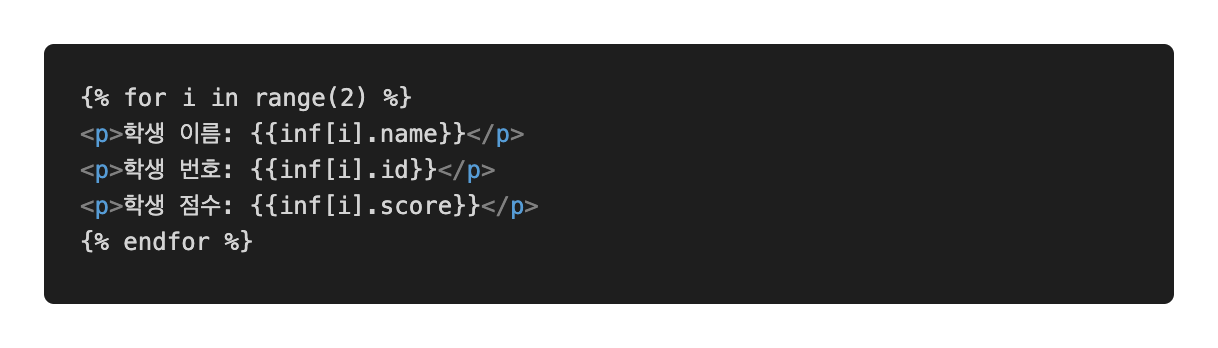 {% for i in range(2) %}
<p>학생 이름: {{inf[i].name}}</p>
<p>학생 번호: {{inf[i].id}}</p>
<p>학생 점수: {{inf[i].score}}</p>
{% endfor %}